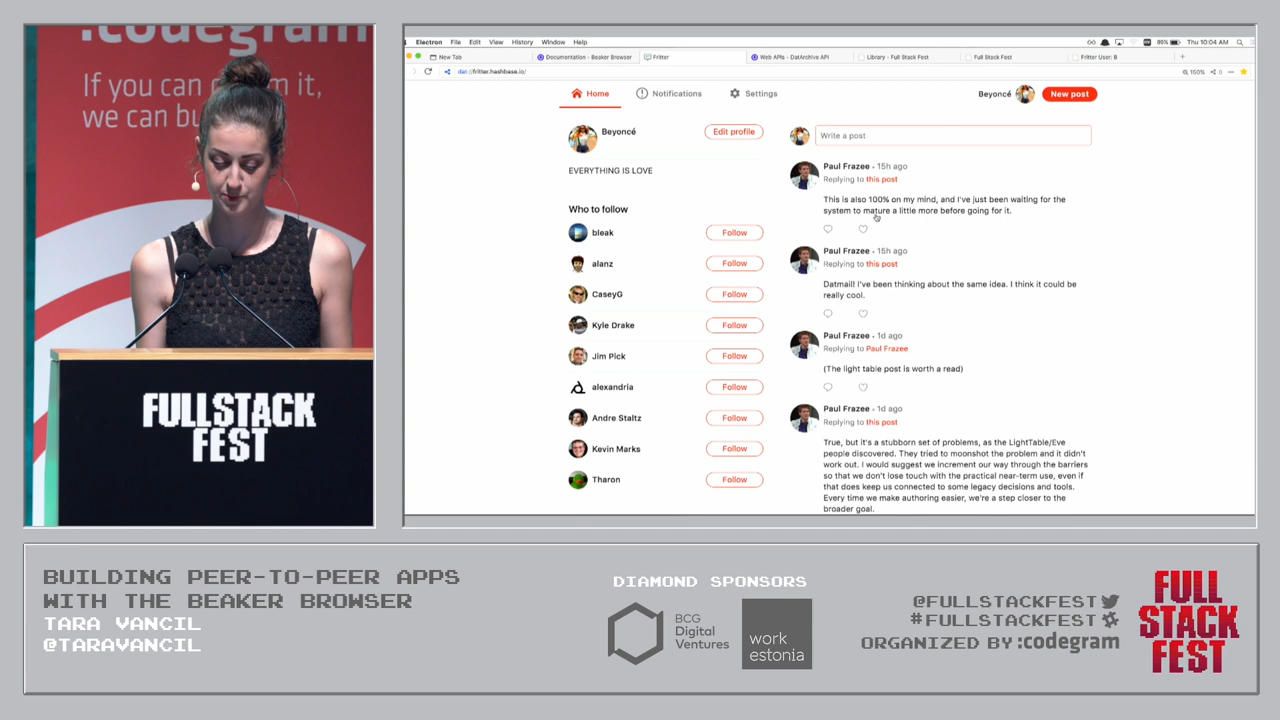 :codegram
If you can
m it,
we can bu
FULLSTACK
FEST
Electron File Edit View History Window Help
89%
Thu 10:04 AM
New Tab
Documentation - Beaker Browser
Fritter
Web APIs - DatArchive API
Library - Full Stack Fest
Full Stack Fest
Fritter User: B
dat://fritter.hashbase.io/
150%
0
Home
Notifications
Settings
Beyoncé
New post
Beyoncé
Edit profile
EVERYTHING IS LOVE
Who to follow
bleak
Follow
alanz
Follow
CaseyG
Follow
Kyle Drake
Follow
Jim Pick
Follow
alexandria
Follow
Andre Staltz
Follow
Kevin Marks
Follow
Tharon
Follow
Write a post
Paul Frazee • 15h ago
Replying to this post
This is also 100% on my mind, and I've just been waiting for the
system to mature a little more before going for it.
Paul Frazee • 15h ago
Replying to this post
Datmail! I've been thinking about the same idea. I think it could be
really cool.
Paul Frazee • 1d ago
Replying to Paul Frazee
(The light table post is worth a read)
Paul Frazee • 1d ago
Replying to this post
True, but it's a stubborn set of problems, as the LightTable/Eve
people discovered. They tried to moonshot the problem and it didn't
work out. I would suggest we increment our way through the barriers
so that we don't lose touch with the practical near-term use, even if
that does keep us connected to some legacy decisions and tools.
Every time we make authoring easier, we're a step closer to the
broader goal.
BUILDING PEER-TO-PEER APPS
WITH THE BEAKER BROWSER
TARA VANCIL
@TARAVANCIL
DIAMOND SPONSORS
BCG
Digital
Ventures
work
estonia
@FULLSTACKFEST
#FULLSTACKFEST
ORGANIZED BY :codegram
FULL
STACK
FEST